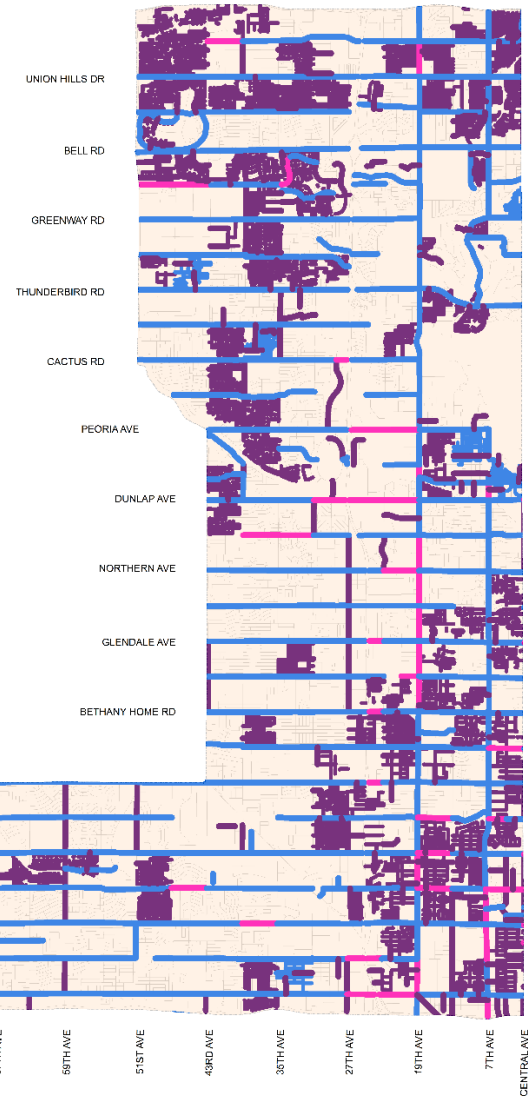 UNION HILLS DR
BELL RD
GREENWAY RD
THUNDERBIRD RD
CACTUS RD
PEORIA AVE
DUNLAP AVE
NORTHERN AVE
GLENDALE AVE
BETHANY HOME RD
59TH AVE
51ST AVE
43RD AVE
35TH AVE
27TH AVE
19TH AVE
7TH AVE
CENTRAL AVE